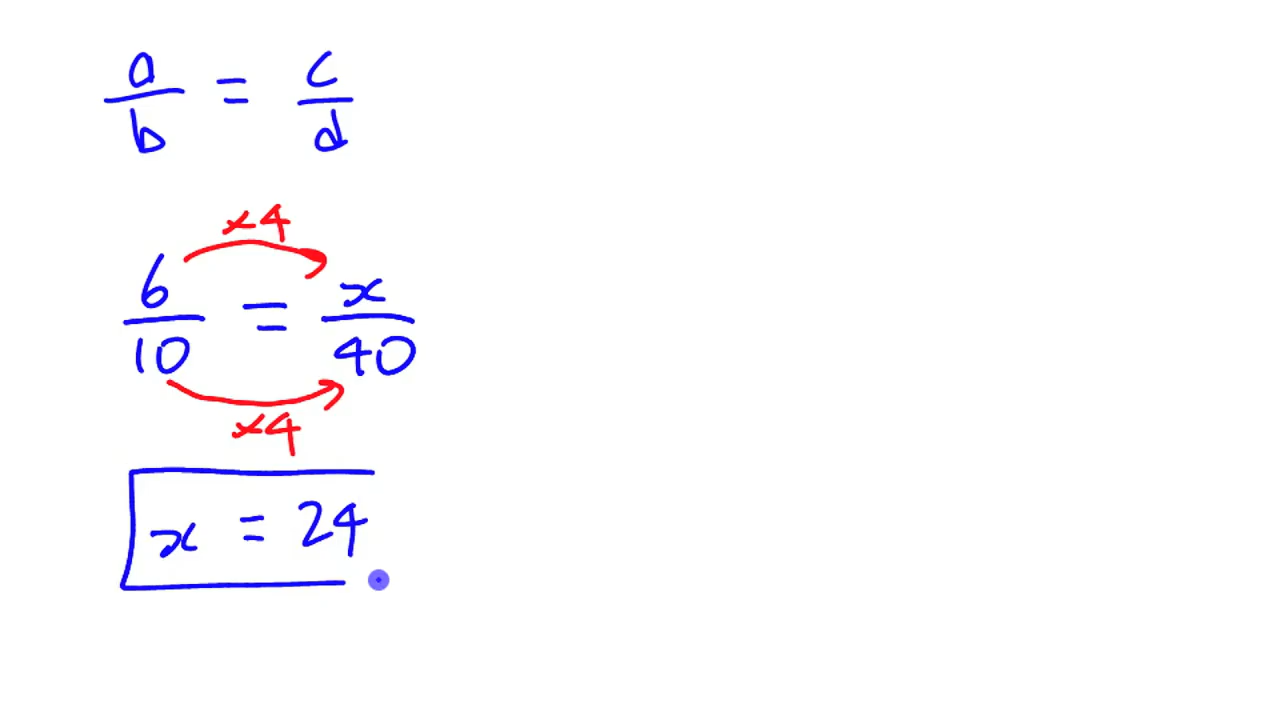 a/b = c/d
×4
6/10 = x/40
×4
x = 24